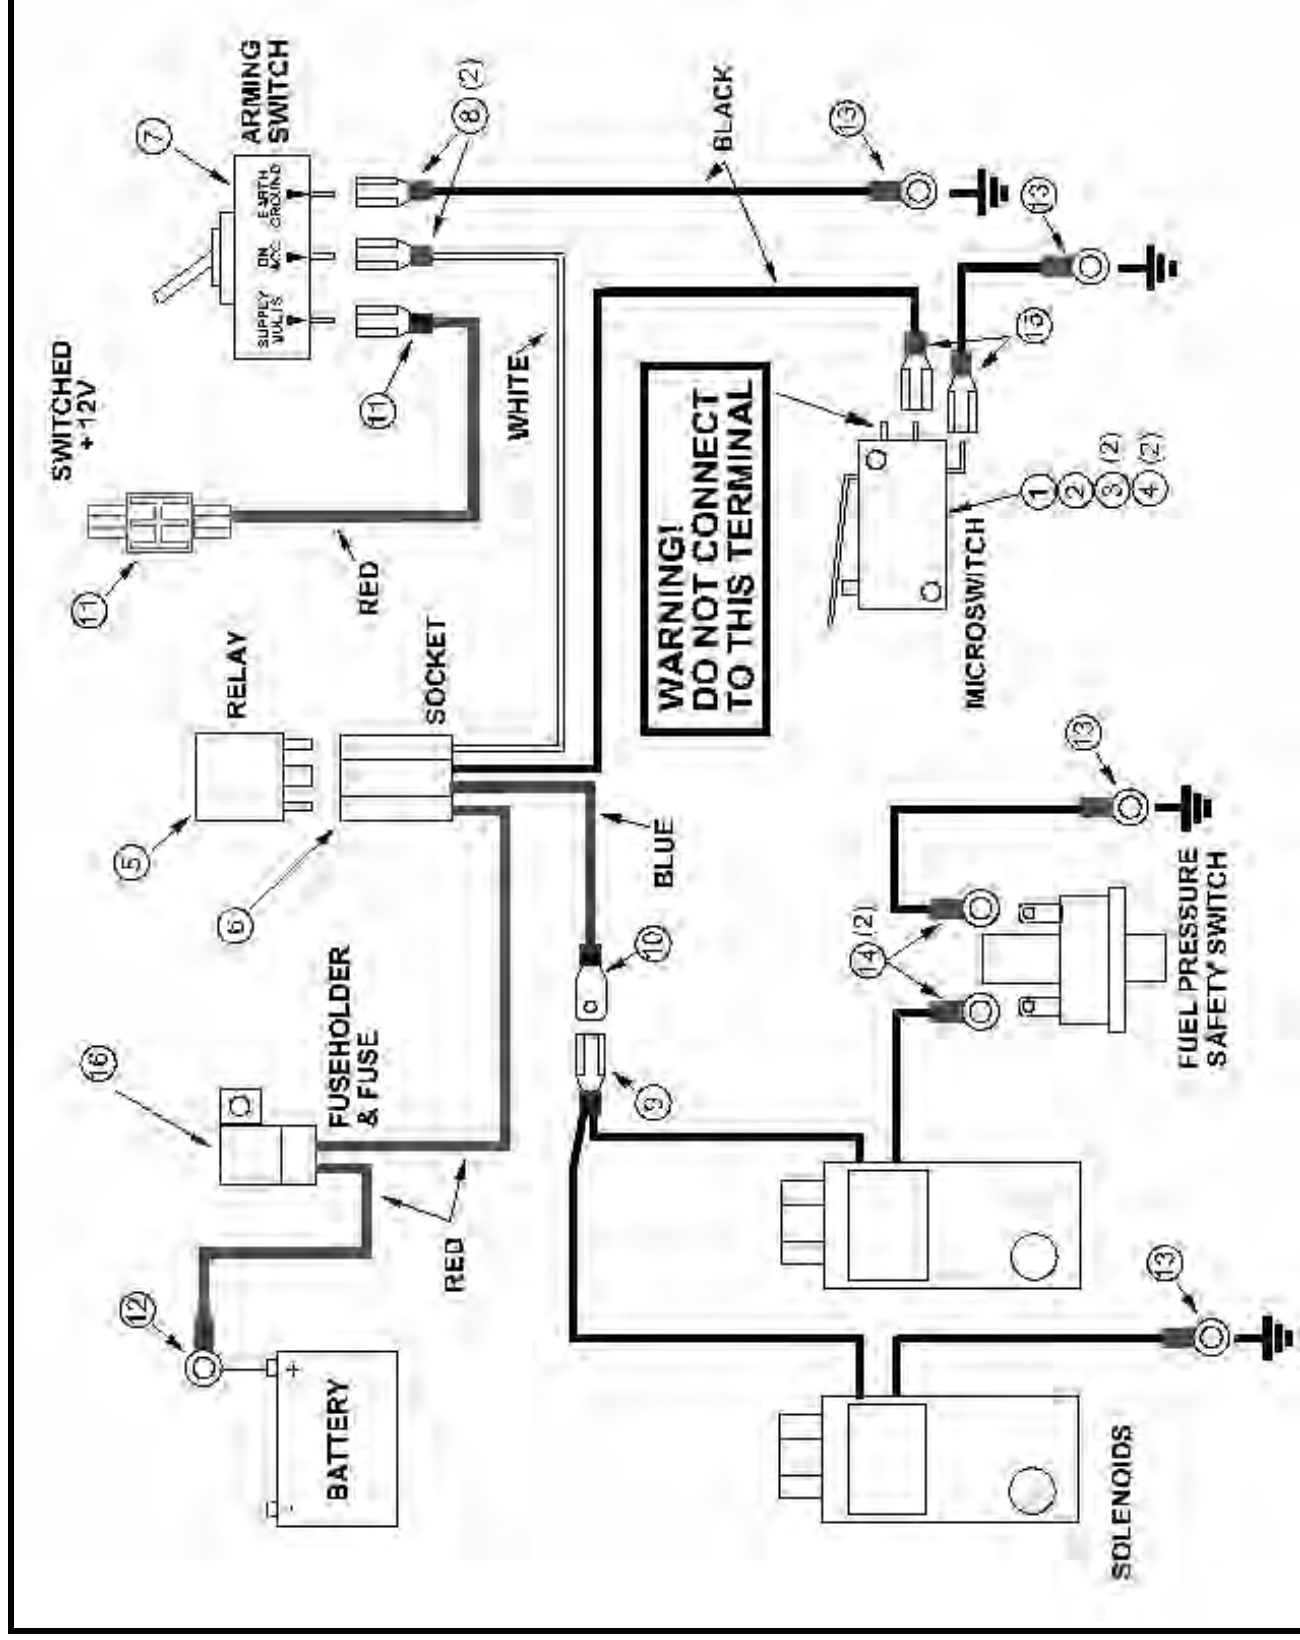 BATTERY
+
-
12
RED
16
FUSEHOLDER
& FUSE
5
RELAY
6
SOCKET
11
SWITCHED
+ 12V
RED
7
ARMING
SWITCH
SUPPLY
VOLTS
ON
ACC.
EARTH
GROUND
11
8 (2)
WHITE
BLACK
13
13
BLUE
10
9
WARNING!
DO NOT CONNECT
TO THIS TERMINAL
MICROSWITCH
1
2
3 (2)
4 (2)
14 (2)
13
FUEL PRESSURE
SAFETY SWITCH
13
SOLENOIDS